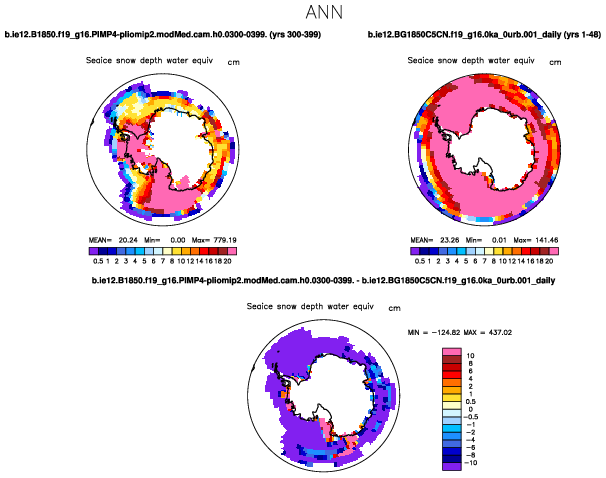 ANN
b.ie12.B1850.f19_g16.PIMP4-pliomip2.modMed.cam.h0.0300-0399. (yrs 300-399)
b.ie12.BG1850C5CN.f19_g16.0ka_0urb.001_daily (yrs 1-48)
Seaice snow depth water equiv cm
Seaice snow depth water equiv cm
MEAN= 20.24 Min= 0.00 Max= 779.19
MEAN= 23.26 Min= 0.01 Max= 141.46
0.5 1 2 3 4 5 6 7 8 9 10 12 14 16 18 20
0.5 1 2 3 4 5 6 7 8 9 10 12 14 16 18 20
b.ie12.B1850.f19_g16.PIMP4-pliomip2.modMed.cam.h0.0300-0399. - b.ie12.BG1850C5CN.f19_g16.0ka_0urb.001_daily
Seaice snow depth water equiv cm
MIN = -124.82 MAX = 437.02
10
8
6
4
2
1
0.5
0
-0.5
-1
-2
-4
-6
-8
-10